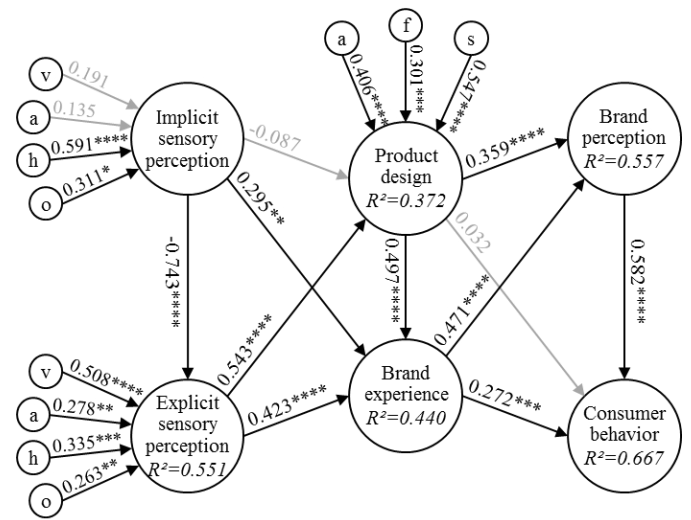 a
f
s
0.406****
0.301***
0.547****
v
0.191
a
0.135
h
0.591****
o
0.311*
Implicit
sensory
perception
-0.087
0.295**
-0.743****
Product
design
R²=0.372
0.359****
0.032
0.497****
Brand
perception
R²=0.557
0.582****
v
0.508****
a
0.278**
h
0.335***
o
0.263**
Explicit
sensory
perception
R²=0.551
0.543****
0.423****
Brand
experience
R²=0.440
0.471****
0.272***
Consumer
behavior
R²=0.667